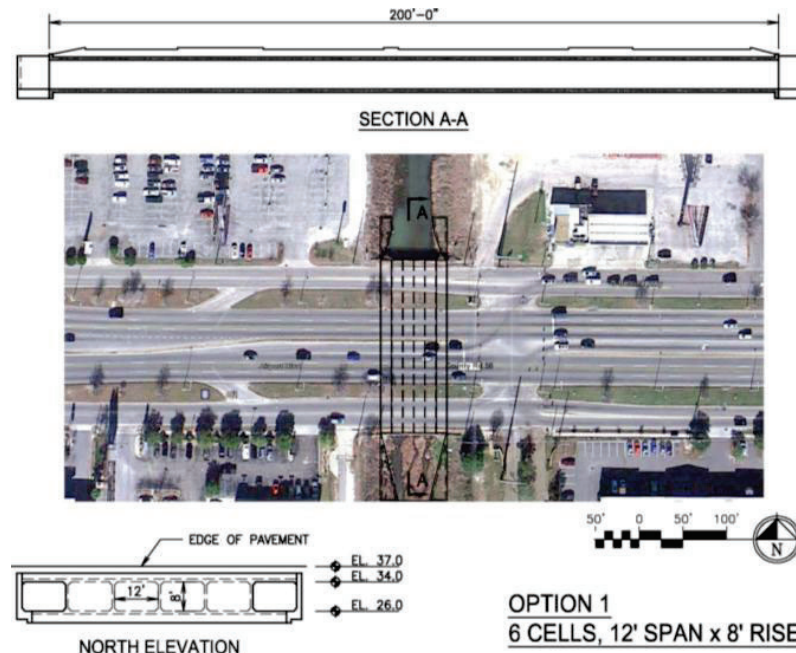 200'-0"
SECTION A-A
A
A
50' 0 50' 100'
N
EDGE OF PAVEMENT
EL. 37.0
EL. 34.0
12'
8'
EL. 26.0
NORTH ELEVATION
OPTION 1
6 CELLS, 12' SPAN x 8' RISE